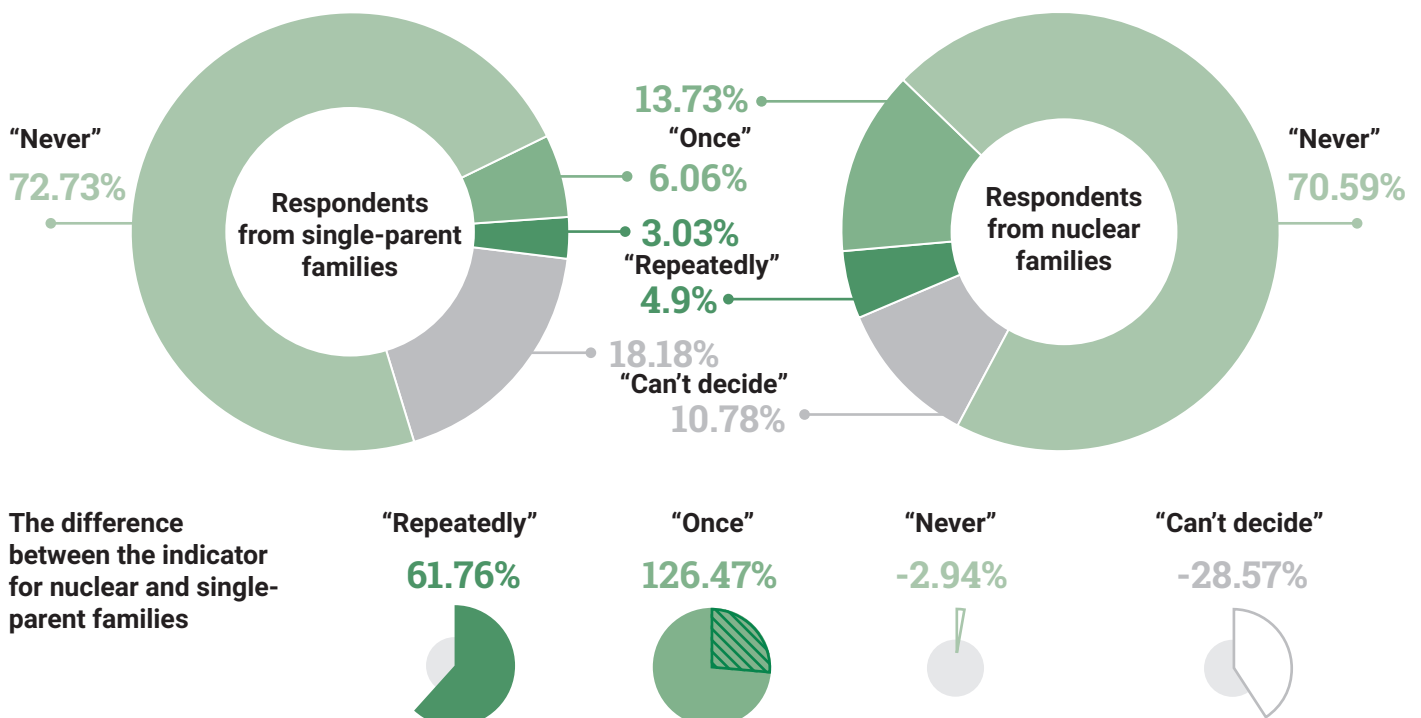 “Never”
72.73%
Respondents
from single-parent
families
13.73%
“Once”
6.06%
3.03%
“Repeatedly”
4.9%
18.18%
“Can’t decide”
10.78%
Respondents
from nuclear
families
“Never”
70.59%
The difference
between the indicator
for nuclear and single-
parent families
“Repeatedly”
61.76%
“Once”
126.47%
“Never”
-2.94%
“Can’t decide”
-28.57%